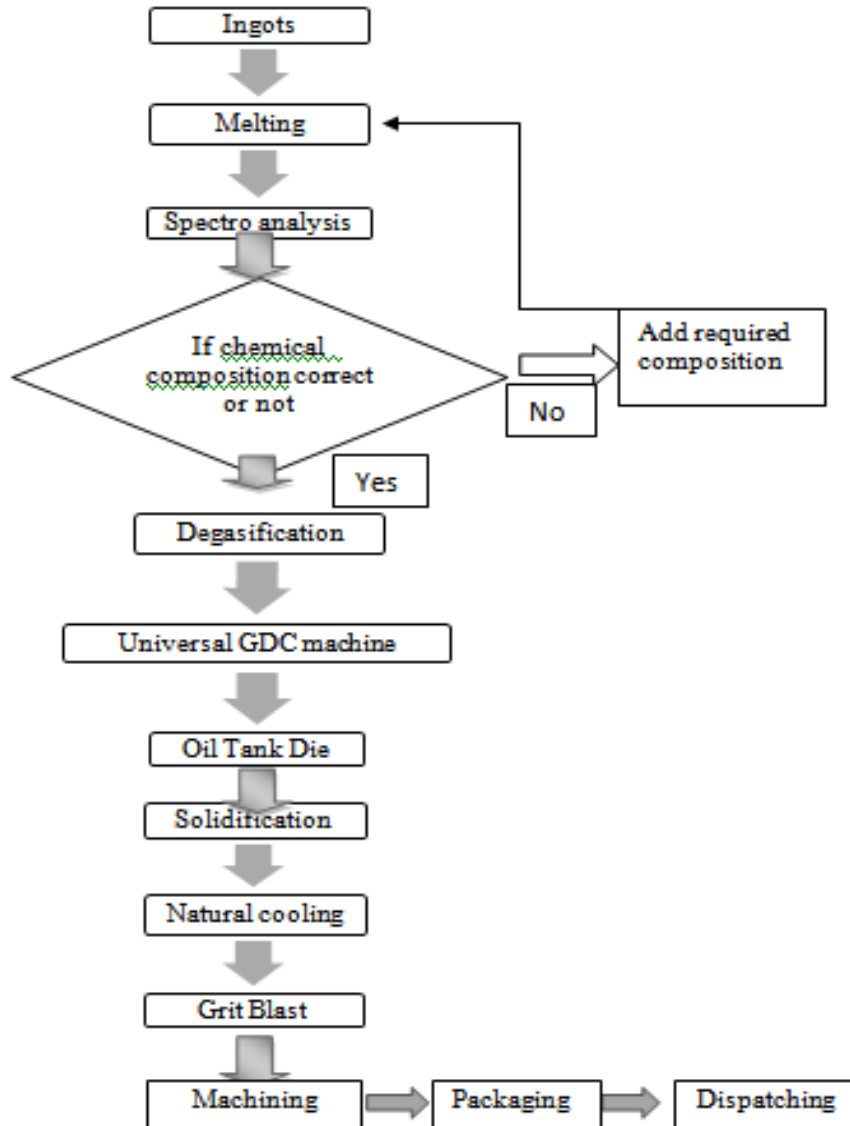 Ingots
Melting
Spectro analysis
If chemical
composition correct
or not
Add required
composition
No
Yes
Degasification
Universal GDC machine
Oil Tank Die
Solidification
Natural cooling
Grit Blast
Machining
Packaging
Dispatching